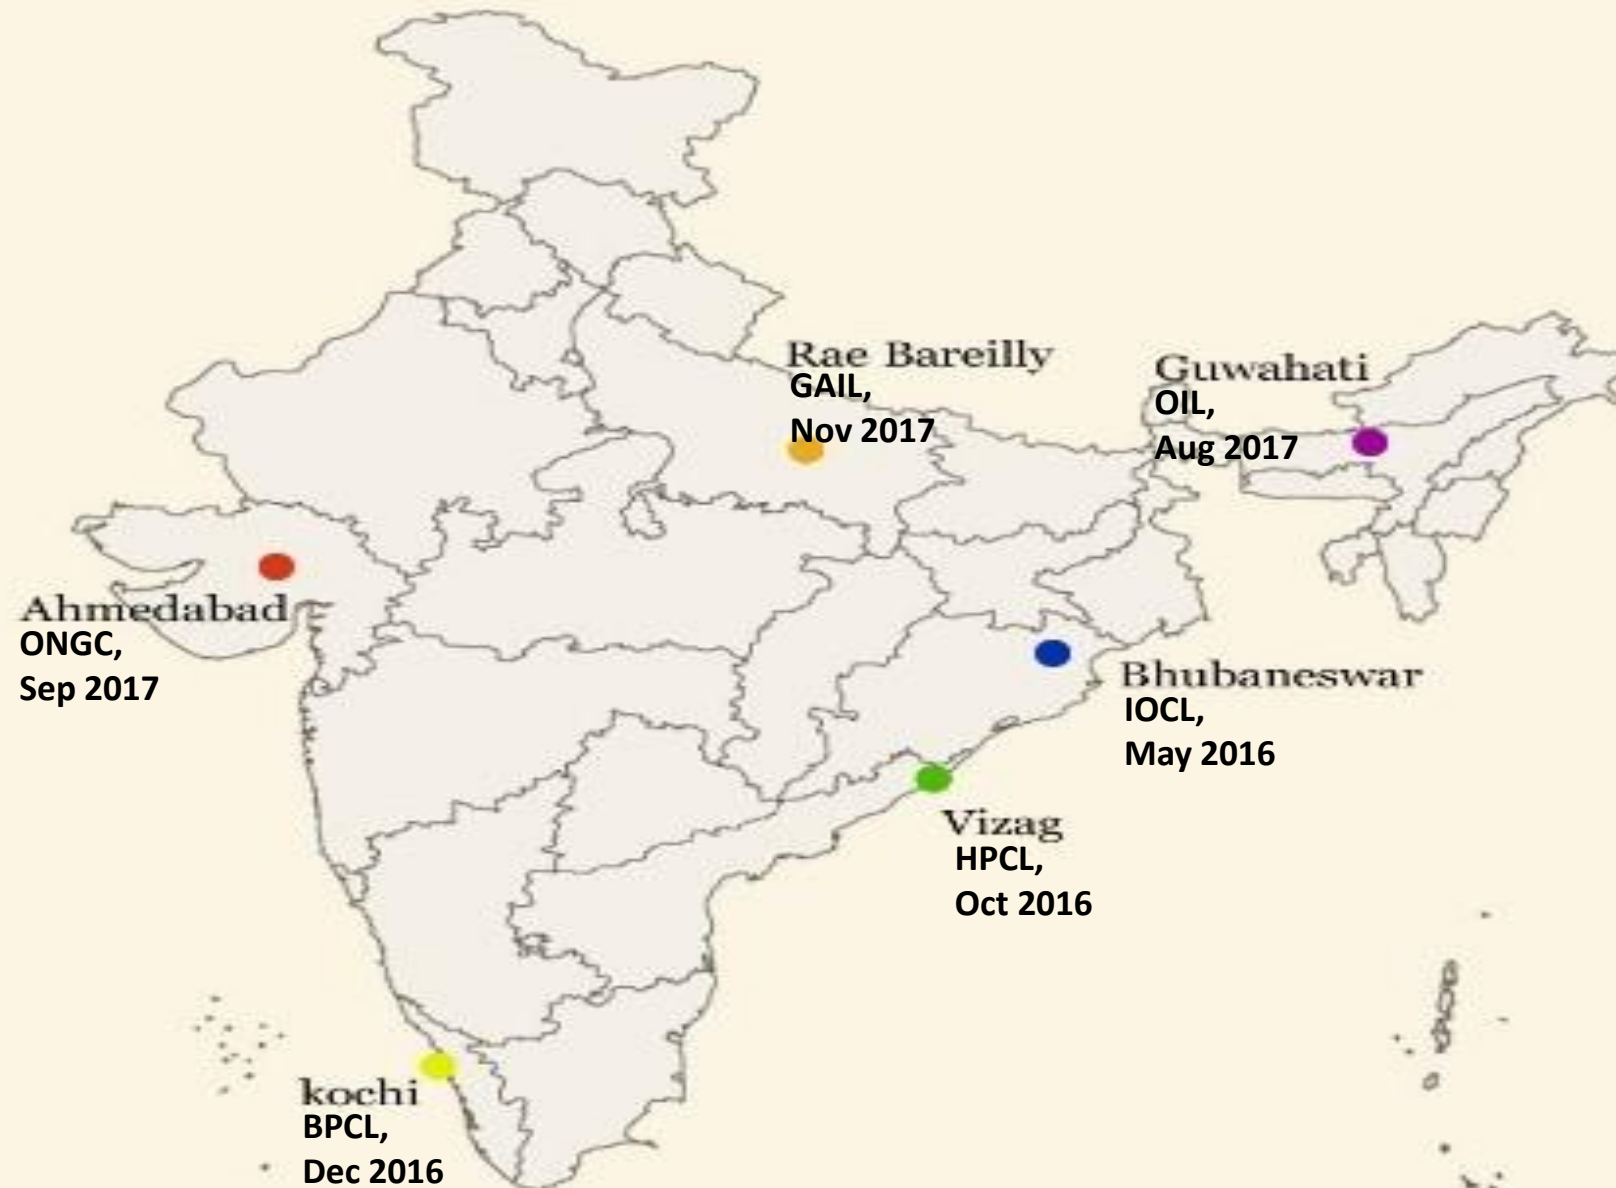 Rae Bareilly
GAIL,
Nov 2017
Guwahati
OIL,
Aug 2017
Ahmedabad
ONGC,
Sep 2017
Bhubaneswar
IOCL,
May 2016
Vizag
HPCL,
Oct 2016
kochi
BPCL,
Dec 2016